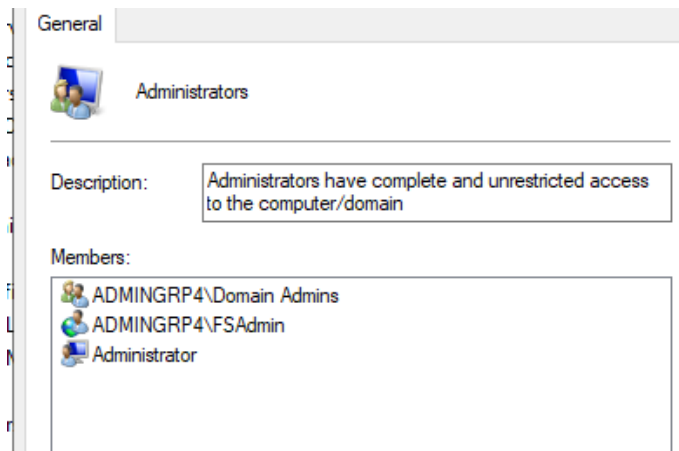 General
Administrators
Description:
Administrators have complete and unrestricted access
to the computer/domain
Members:
ADMINGRP4\Domain Admins
ADMINGRP4\FSAdmin
Administrator